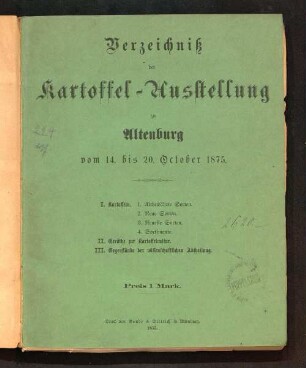 Verzeichniß
der
Kartoffel-Ausstellung
zu
Altenburg
vom 14. bis 20. October 1875.
I. Kartoffeln. 1. Altbewährte Sorten.
2. Neue Sorten.
3. Neueste Sorten.
4. Sortimente.
II. Geräthe zur Kartoffelcultur.
III. Gegenstände der wissenschaftlichen Abtheilung.
Preis 1 Mark.
1875.